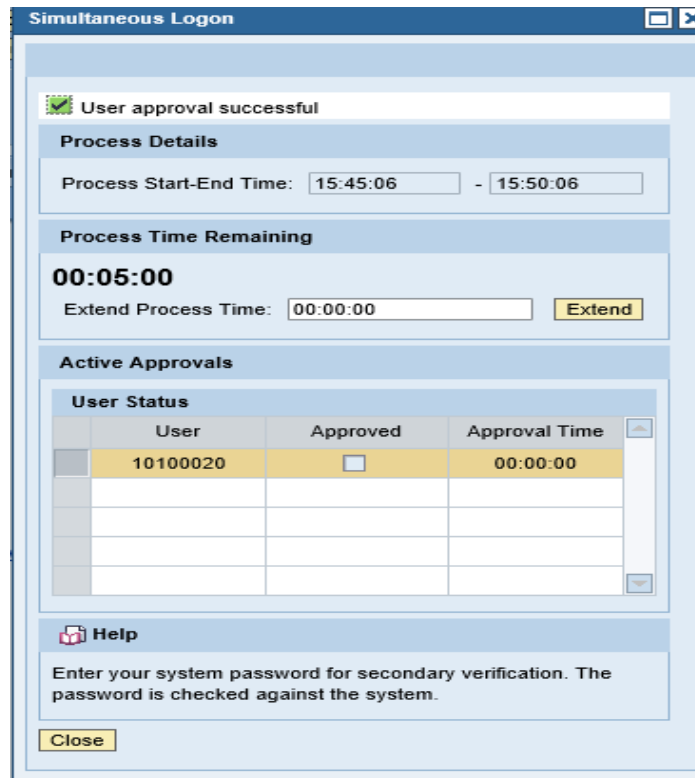 Simultaneous Logon
User approval successful
Process Details
Process Start-End Time: 15:45:06 - 15:50:06
Process Time Remaining
00:05:00
Extend Process Time: 00:00:00 Extend
Active Approvals
User Status
User Approved Approval Time
10100020 00:00:00
Help
Enter your system password for secondary verification. The
password is checked against the system.
Close